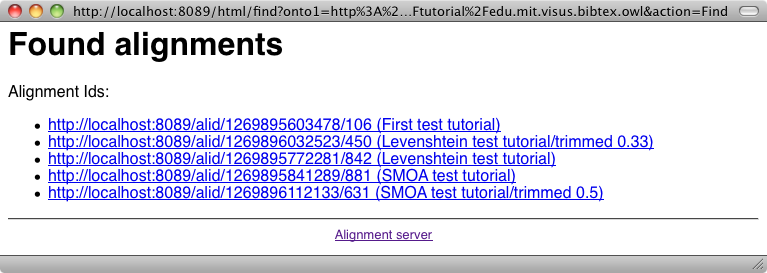 http://localhost:8089/html/find?onto1=http%3A%2...Ftutorial%2Fedu.mit.visus.bibtex.owl&action=Find
Found alignments
Alignment Ids:
http://localhost:8089/alid/1269895603478/106 (First test tutorial)
http://localhost:8089/alid/1269896032523/450 (Levenshtein test tutorial/trimmed 0.33)
http://localhost:8089/alid/1269895772281/842 (Levenshtein test tutorial)
http://localhost:8089/alid/1269895841289/881 (SMOA test tutorial)
http://localhost:8089/alid/1269896112133/631 (SMOA test tutorial/trimmed 0.5)
Alignment server